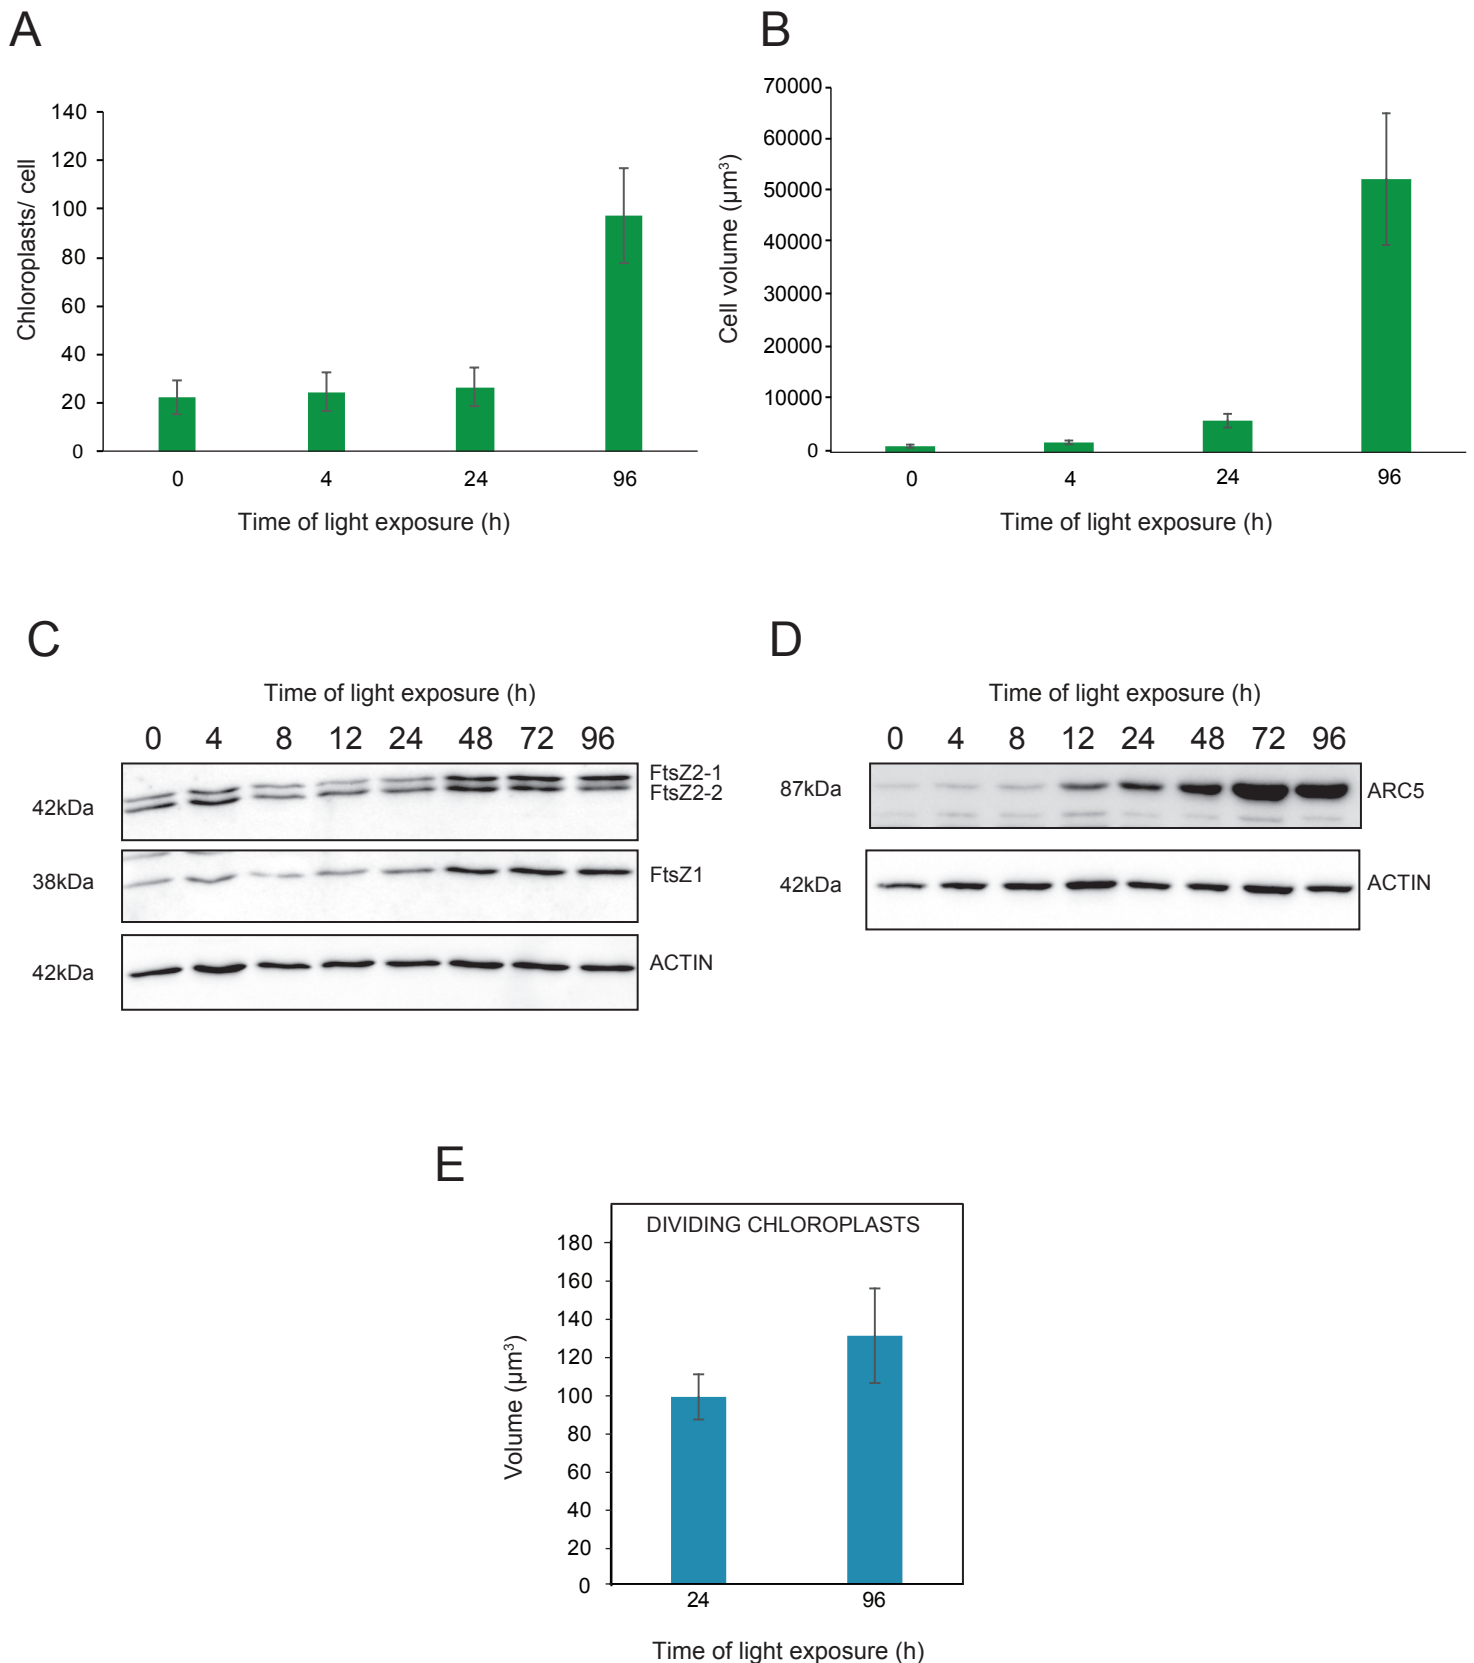 A
140
120
100
80
60
40
20
0
Chloroplasts/ cell
0 4 24 96
Time of light exposure (h)
B
70000
60000
50000
40000
30000
20000
10000
0
Cell volume (µm³)
0 4 24 96
Time of light exposure (h)
C
Time of light exposure (h)
0 4 8 12 24 48 72 96
FtsZ2-1
FtsZ2-2
42kDa
38kDa
FtsZ1
42kDa
ACTIN
D
Time of light exposure (h)
0 4 8 12 24 48 72 96
87kDa
ARC5
42kDa
ACTIN
E
DIVIDING CHLOROPLASTS
180
160
140
120
100
80
60
40
20
0
Volume (µm³)
24 96
Time of light exposure (h)